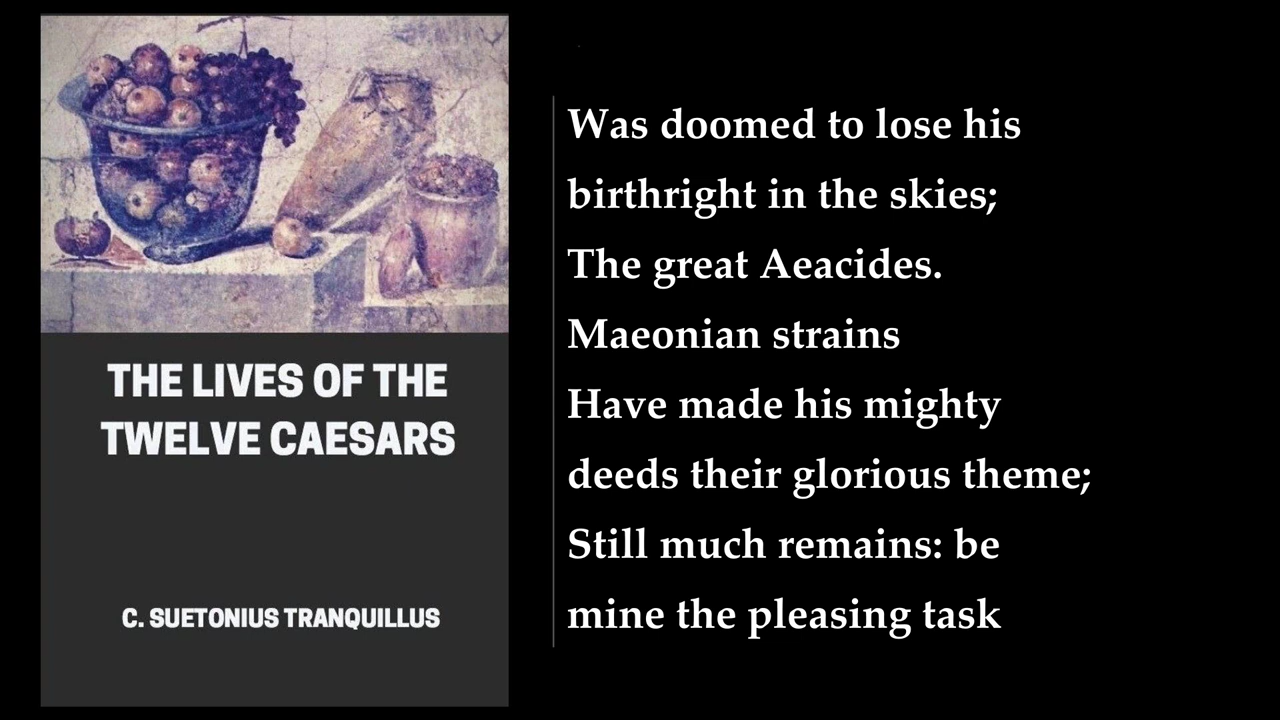 THE LIVES OF THE
TWELVE CAESARS
C. SUETONIUS TRANQUILLUS
Was doomed to lose his
birthright in the skies;
The great Aeacides.
Maeonian strains
Have made his mighty
deeds their glorious theme;
Still much remains: be
mine the pleasing task